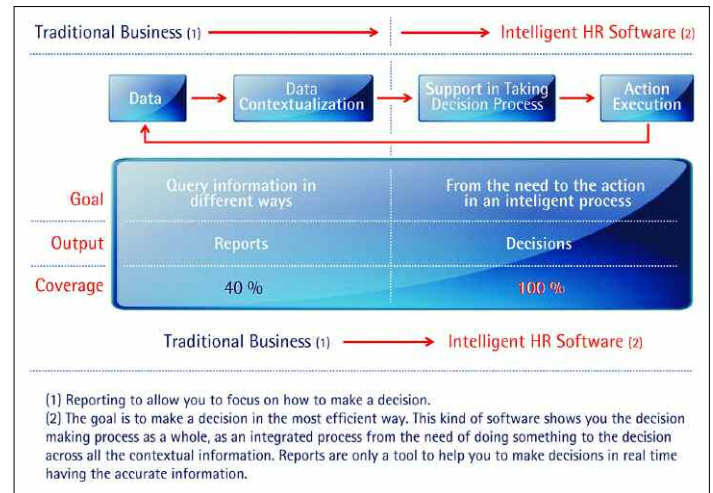 Traditional Business (1) Intelligent HR Software (2)
Data
Data
Contextualization
Support in Taking
Decision Process
Action
Execution
Goal
Query information in
different ways
From the need to the action
in an inteligent process
Output
Reports
Decisions
Coverage
40 %
100 %
Traditional Business (1) Intelligent HR Software (2)
(1) Reporting to allow you to focus on how to make a decision.
(2) The goal is to make a decision in the most efficient way. This kind of software shows you the decision
making process as a whole, as an integrated process from the need of doing something to the decision
across all the contextual information. Reports are only a tool to help you to make decisions in real time
having the accurate information.